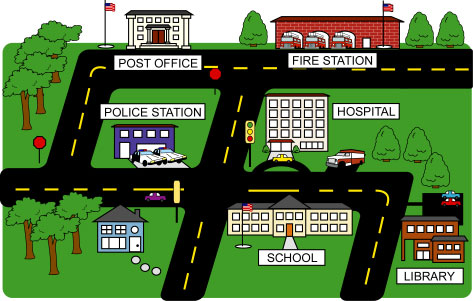 POST OFFICE
FIRE STATION
POLICE STATION
HOSPITAL
SCHOOL
LIBRARY